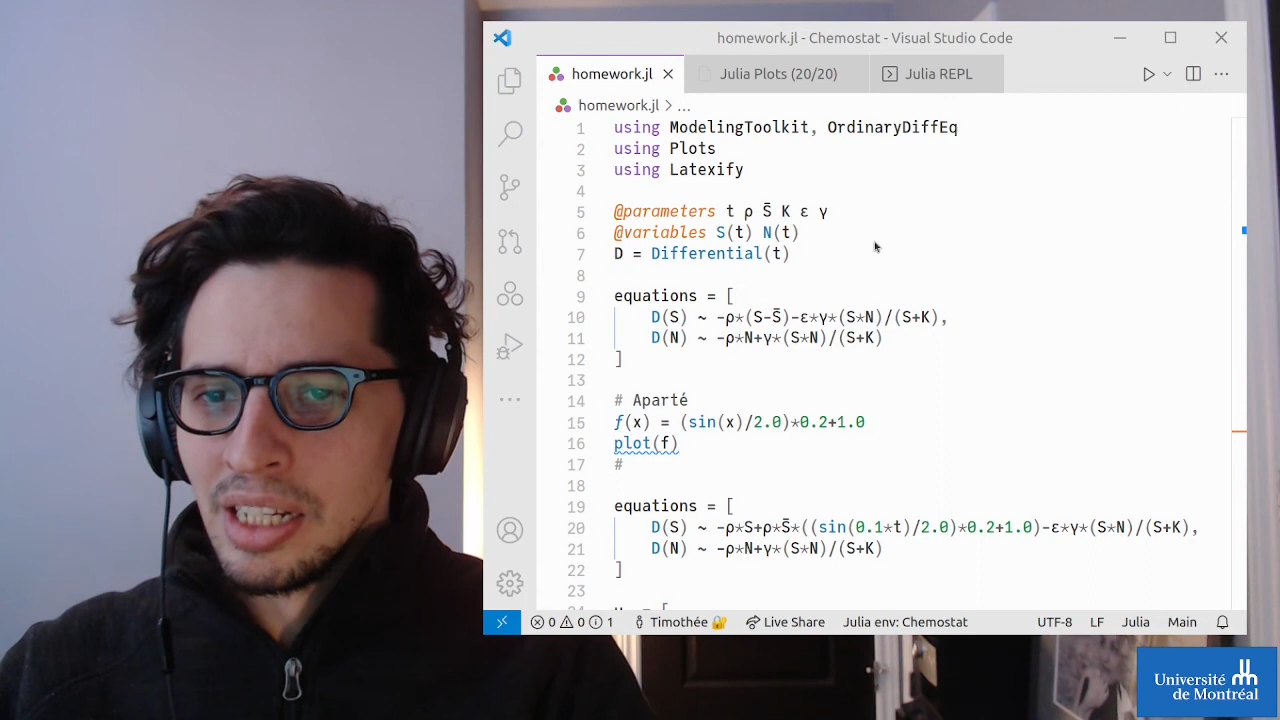 homework.jl - Chemostat - Visual Studio Code
homework.jl Julia Plots (20/20) Julia REPL
homework.jl > ...
1 using ModelingToolkit, OrdinaryDiffEq
2 using Plots
3 using Latexify
4
5 @parameters t ρ S̄ K ε γ
6 @variables S(t) N(t)
7 D = Differential(t)
8
9 equations = [
10 D(S) ~ -ρ*(S-S̄)-ε*γ*(S*N)/(S+K),
11 D(N) ~ -ρ*N+γ*(S*N)/(S+K)
12 ]
13
14 # Aparté
15 f(x) = (sin(x)/2.0)*0.2+1.0
16 plot(f)
17 #
18
19 equations = [
20 D(S) ~ -ρ*S+ρ*S̄*((sin(0.1*t)/2.0)*0.2+1.0)-ε*γ*(S*N)/(S+K),
21 D(N) ~ -ρ*N+γ*(S*N)/(S+K)
22 ]
23
0 0 1 Timothée Live Share Julia env: Chemostat UTF-8 LF Julia Main
Université
de Montréal